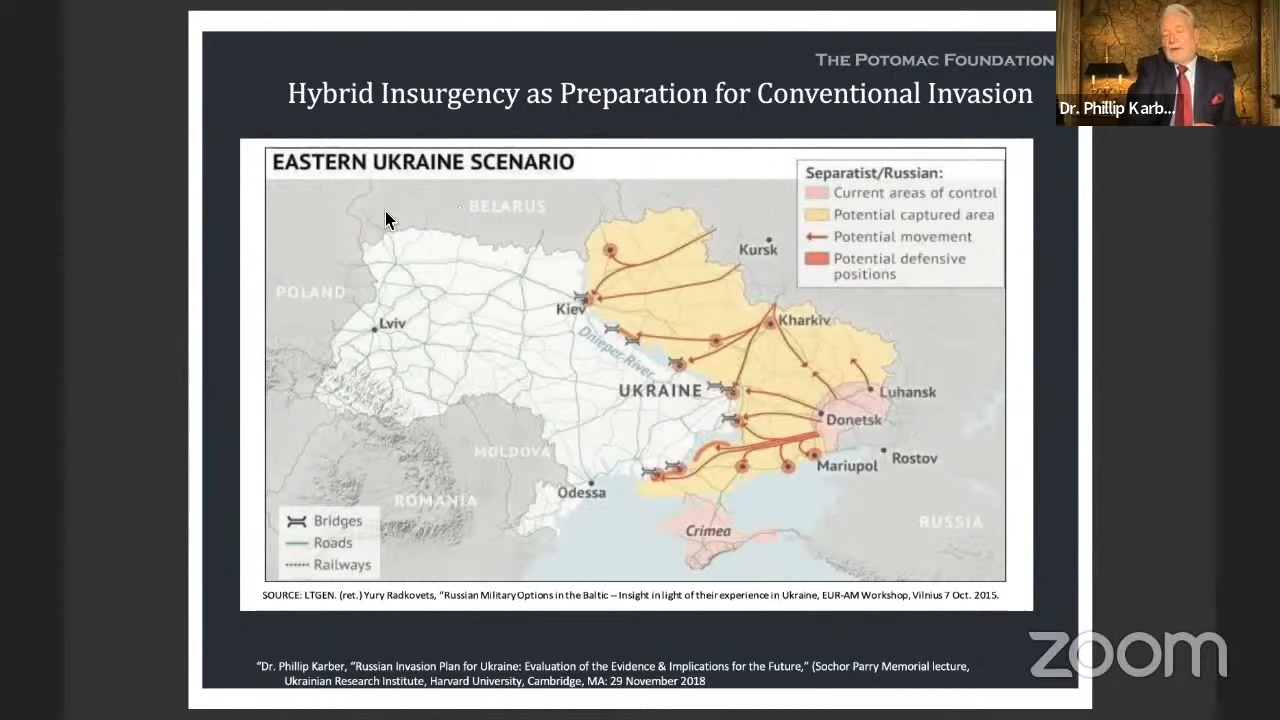 THE POTOMAC FOUNDATION
Hybrid Insurgency as Preparation for Conventional Invasion
Dr. Phillip Karb...
EASTERN UKRAINE SCENARIO
Separatist/Russian:
Current areas of control
Potential captured area
Potential movement
Potential defensive
positions
BELARUS
Kursk
POLAND
Kiev
Kharkiv
Lviv
Dnieper River
UKRAINE
Luhansk
Donetsk
MOLDOVA
Mariupol
Rostov
Odessa
ROMANIA
RUSSIA
Crimea
Bridges
Roads
Railways
SOURCE: LTGEN. (ret.) Yury Radkovets, “Russian Military Options in the Baltic -- Insight in light of their experience in Ukraine, EUR-AM Workshop, Vilnius 7 Oct. 2015.
“Dr. Phillip Karber, “Russian Invasion Plan for Ukraine: Evaluation of the Evidence & Implications for the Future,” (Sochor Parry Memorial lecture,
Ukrainian Research Institute, Harvard University, Cambridge, MA: 29 November 2018
zoom